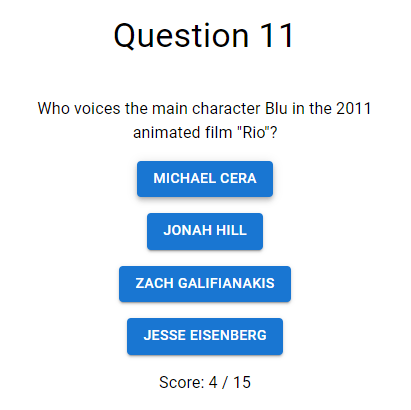 Question 11
Who voices the main character Blu in the 2011
animated film "Rio"?
MICHAEL CERA
JONAH HILL
ZACH GALIFIANAKIS
JESSE EISENBERG
Score: 4 / 15